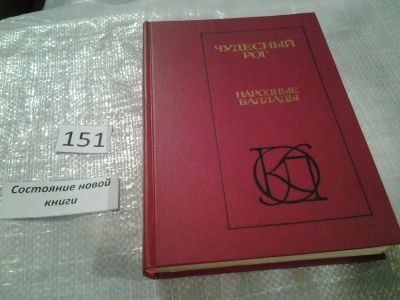 ЧУДЕСНЫЙ
РОГ
НАРОДНЫЕ
БАЛЛАДЫ
151
Состояние новой
книги